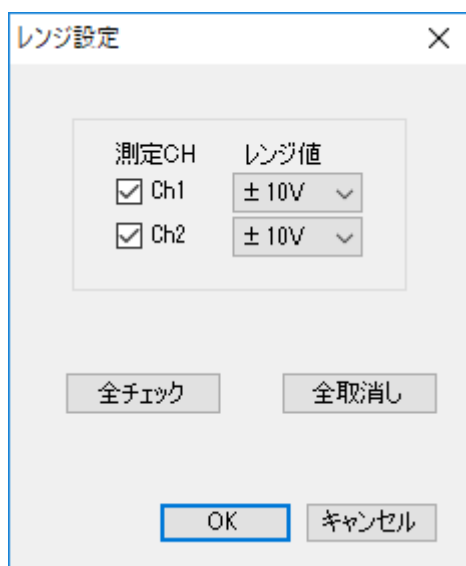 レンジ設定
測定CH レンジ値
Ch1 ± 10V
Ch2 ± 10V
全チェック 全取消し
OK キャンセル